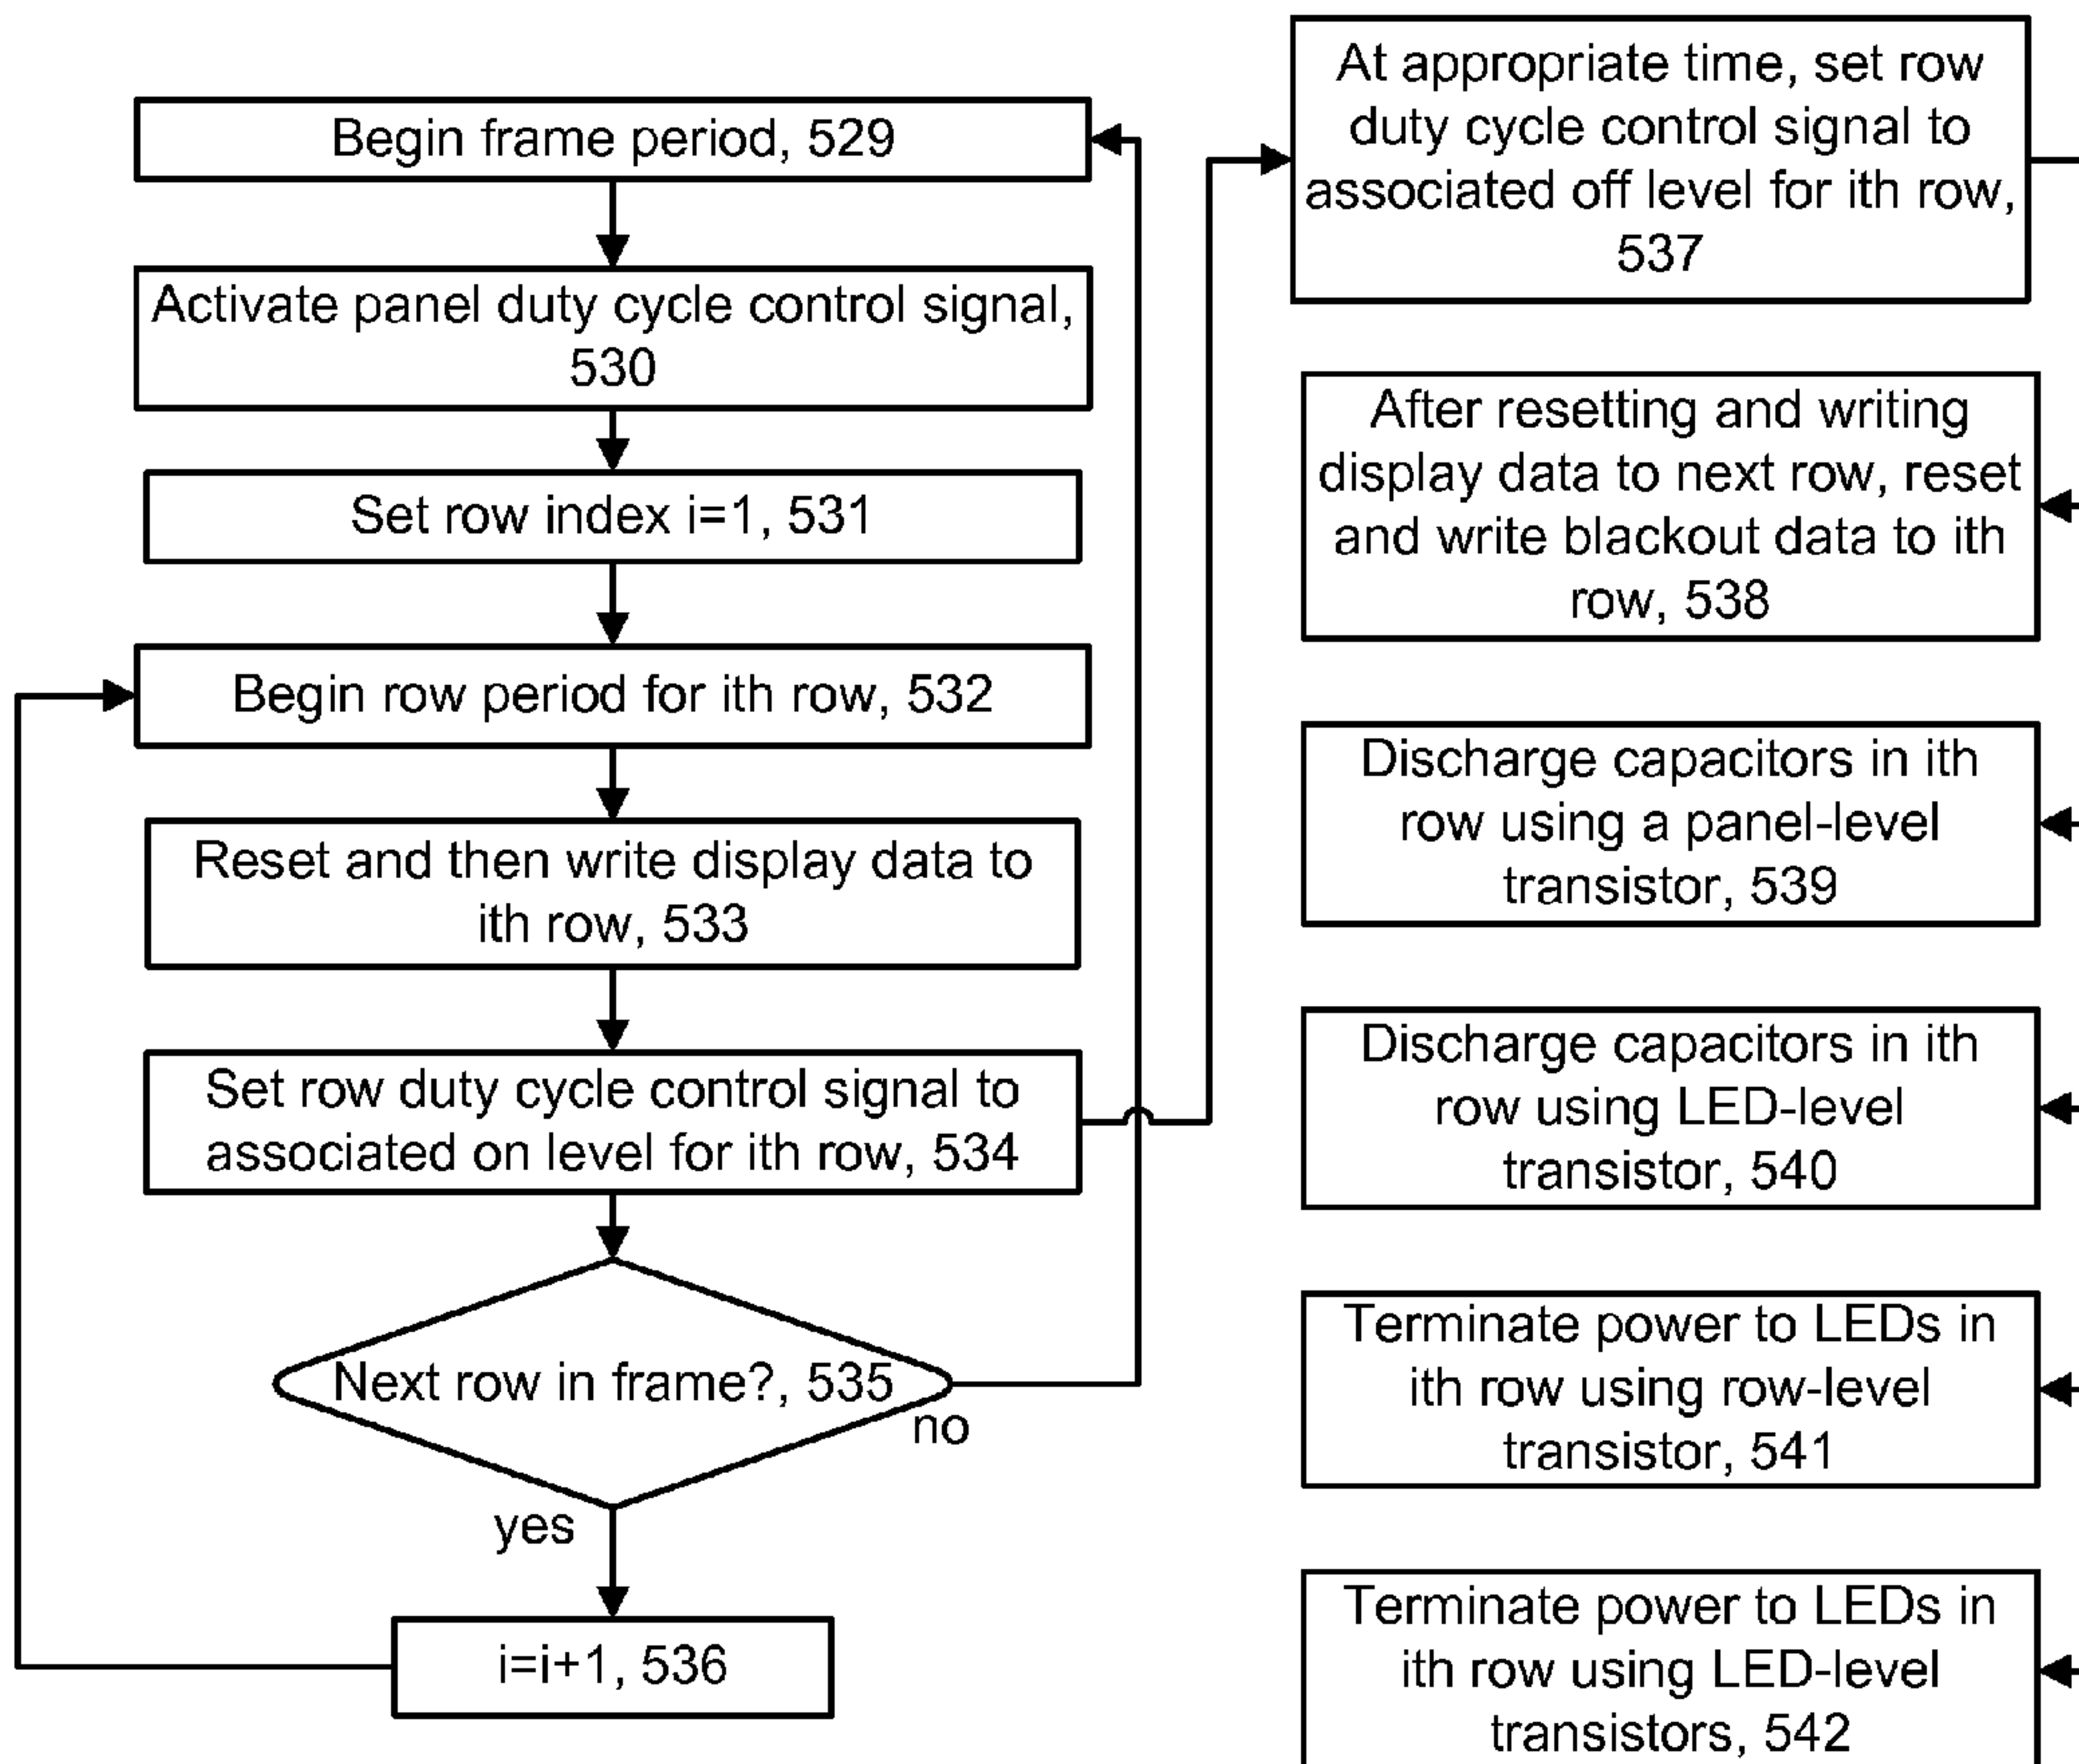 Begin frame period, 529
Activate panel duty cycle control signal,
530
Set row index i=1, 531
Begin row period for ith row, 532
Reset and then write display data to
ith row, 533
Set row duty cycle control signal to
associated on level for ith row, 534
Next row in frame?, 535
no
yes
i=i+1, 536
At appropriate time, set row
duty cycle control signal to
associated off level for ith row,
537
After resetting and writing
display data to next row, reset
and write blackout data to ith
row, 538
Discharge capacitors in ith
row using a panel-level
transistor, 539
Discharge capacitors in ith
row using LED-level
transistor, 540
Terminate power to LEDs in
ith row using row-level
transistor, 541
Terminate power to LEDs in
ith row using LED-level
transistors, 542